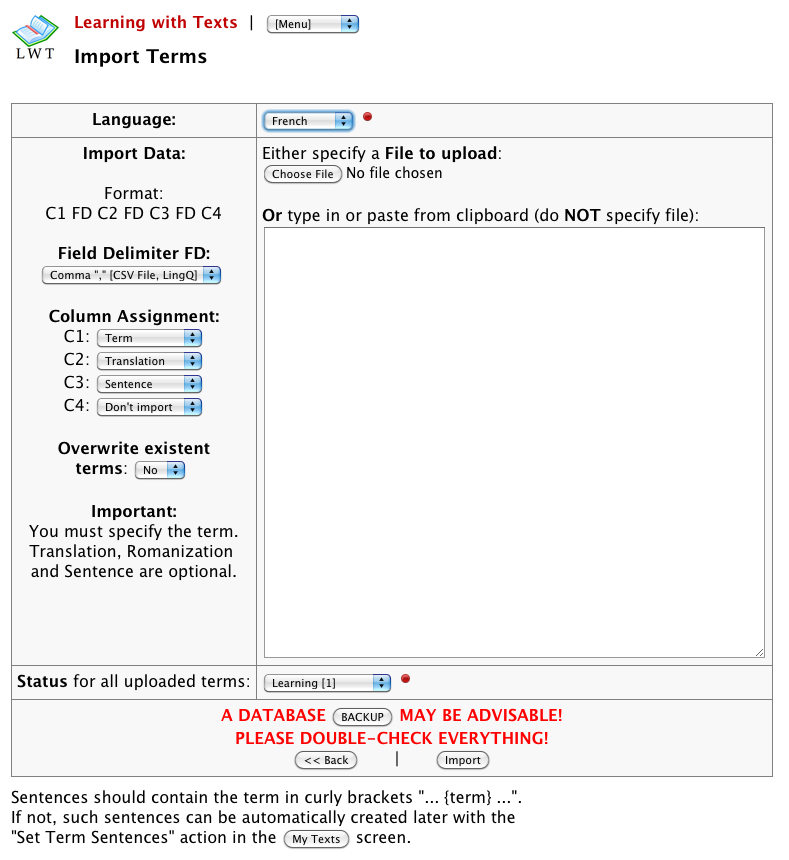 Learning with Texts | [Menu]
LWT
Import Terms
Language: French
Import Data:
Format:
C1 FD C2 FD C3 FD C4
Field Delimiter FD:
Comma "," [CSV File, LingQ]
Column Assignment:
C1: Term
C2: Translation
C3: Sentence
C4: Don't import
Overwrite existent
terms: No
Important:
You must specify the term.
Translation, Romanization
and Sentence are optional.
Either specify a File to upload:
Choose File No file chosen
Or type in or paste from clipboard (do NOT specify file):
Status for all uploaded terms: Learning [1]
A DATABASE BACKUP MAY BE ADVISABLE!
PLEASE DOUBLE-CHECK EVERYTHING!
<< Back | Import
Sentences should contain the term in curly brackets "... {term} ...".
If not, such sentences can be automatically created later with the
"Set Term Sentences" action in the My Texts screen.